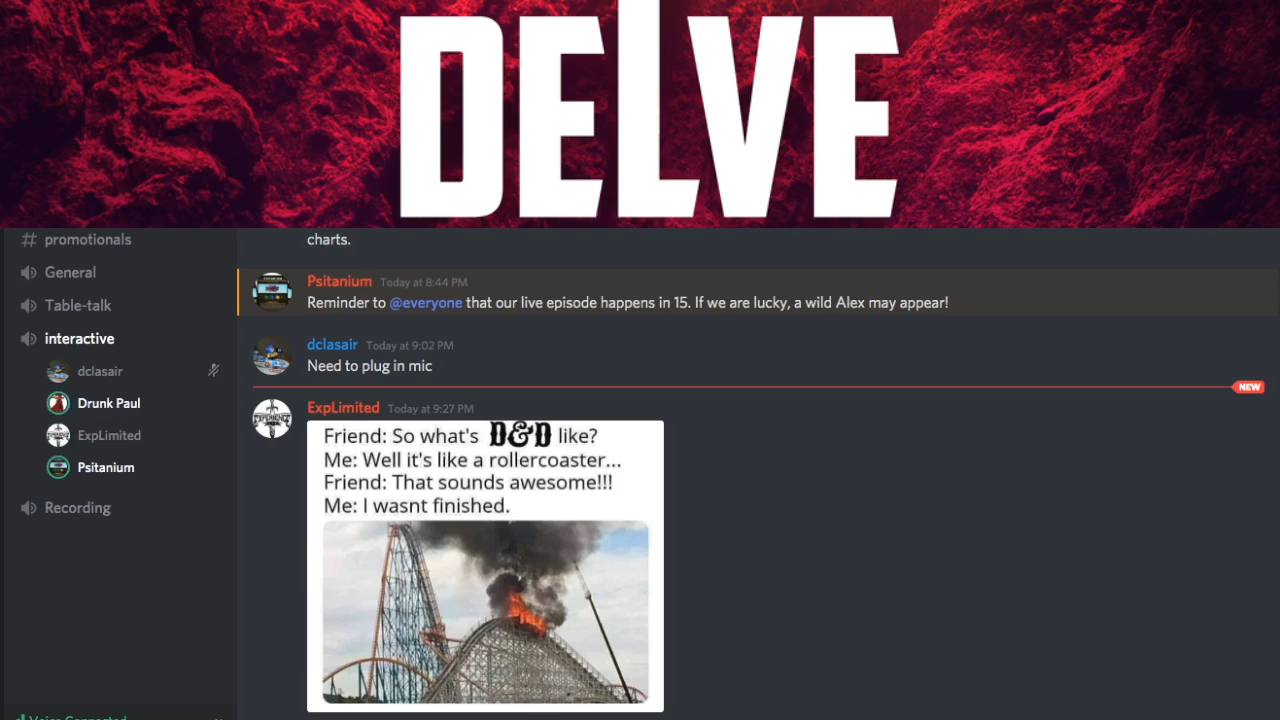 DELVE
promotionals
General
Table-talk
interactive
dclasair
Drunk Paul
ExpLimited
Psitanium
Recording
charts.
Psitanium Today at 8:44 PM
Reminder to @everyone that our live episode happens in 15. If we are lucky, a wild Alex may appear!
dclasair Today at 9:02 PM
Need to plug in mic
NEW
ExpLimited Today at 9:27 PM
Friend: So what's D&D like?
Me: Well it's like a rollercoaster...
Friend: That sounds awesome!!!
Me: I wasnt finished.